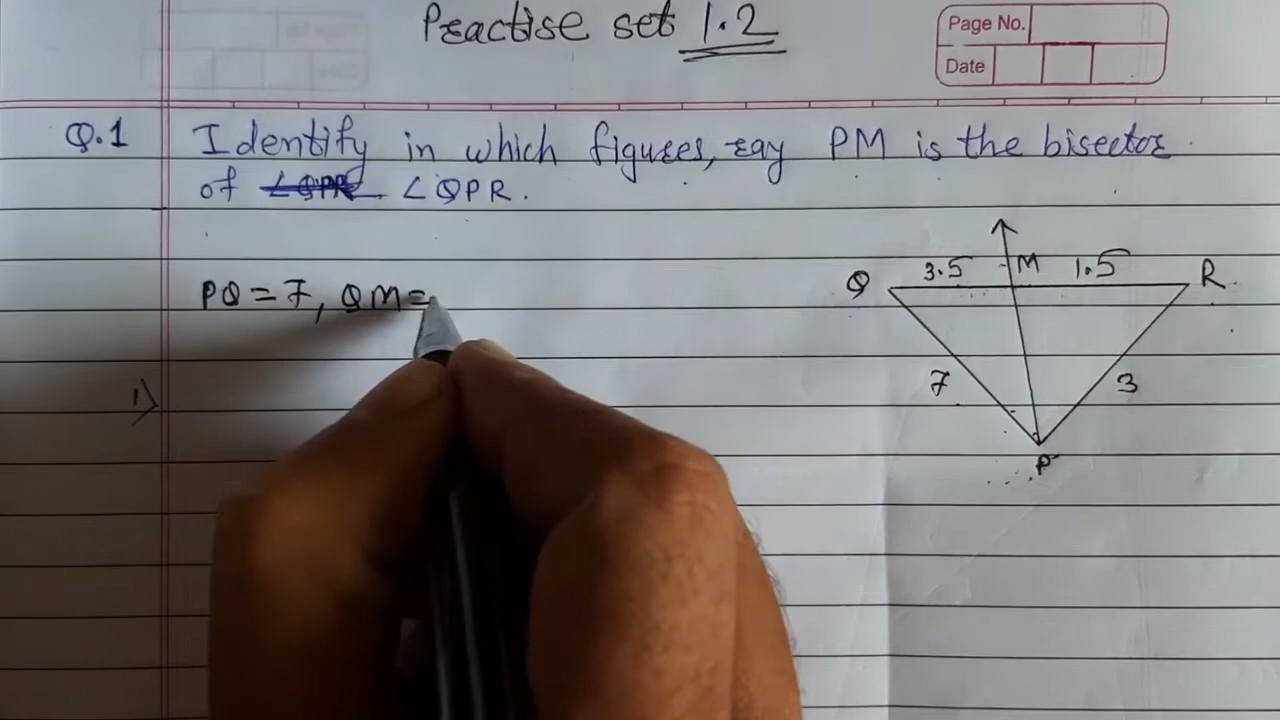 Practise set 1.2
Page No.
Date
Q.1 Identify in which figures, ray PM is the bisector
of ∠QPR.
PQ = 7, QM =
1)
Q 3.5 M 1.5 R
7 3
P